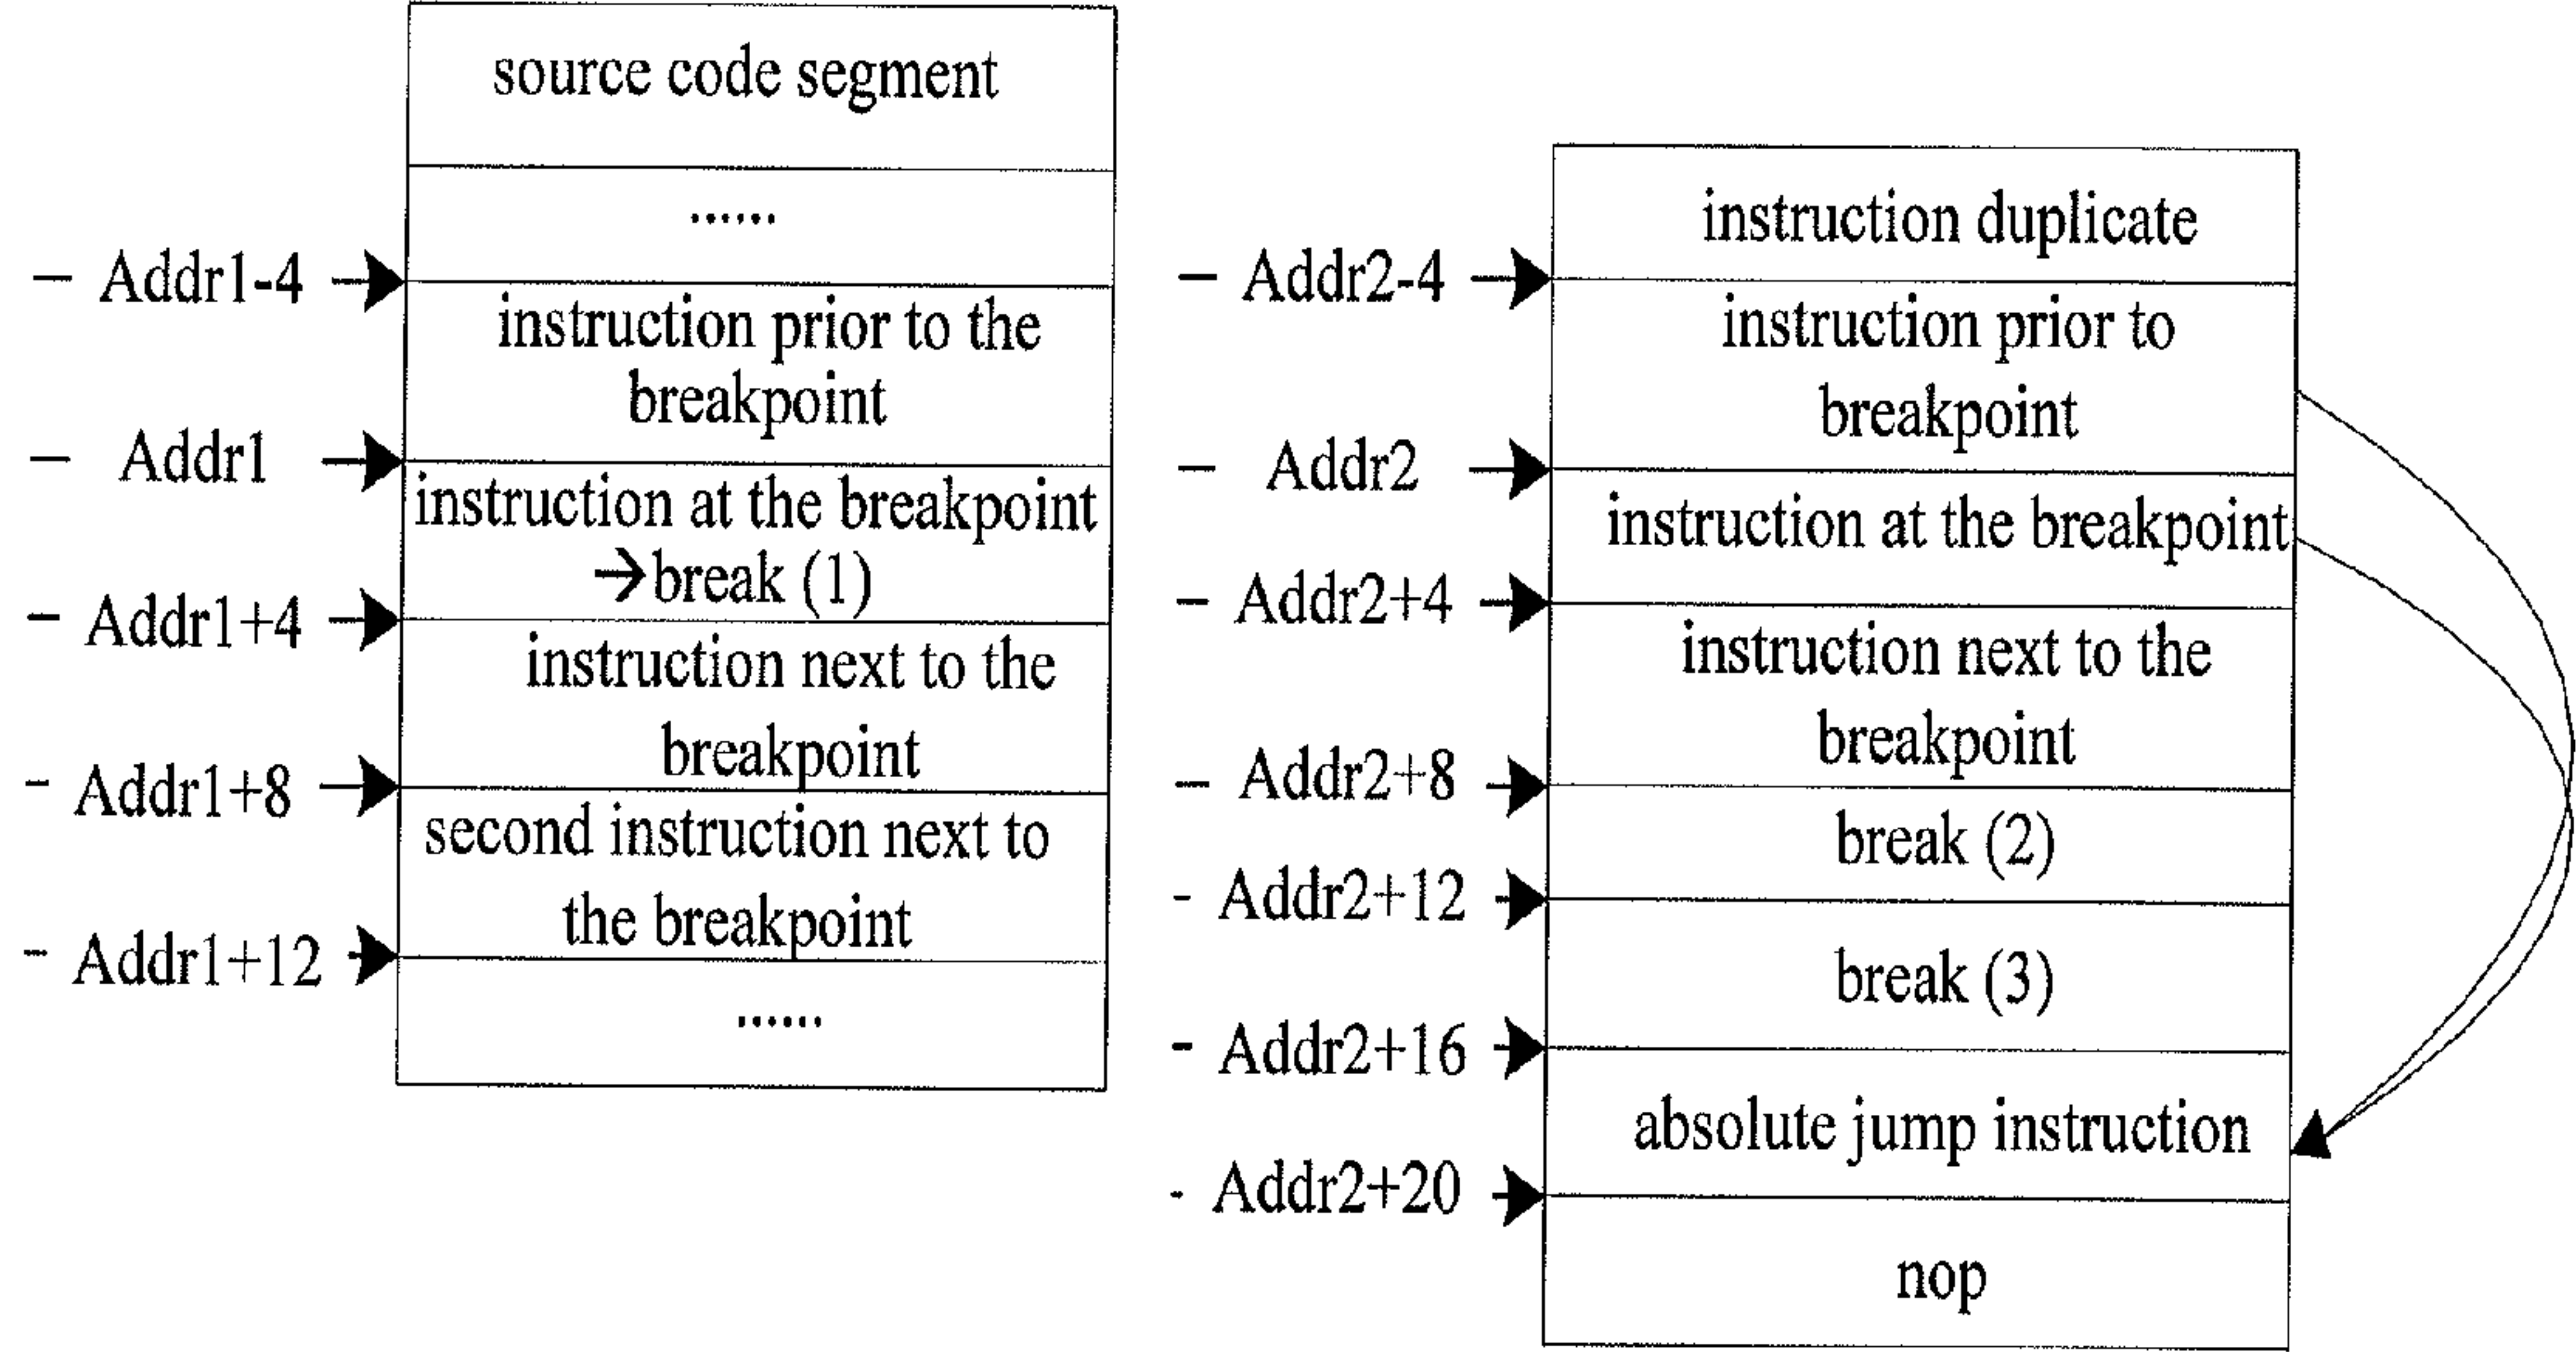 source code segment
......
– Addr1-4
instruction prior to the
breakpoint
– Addr1
instruction at the breakpoint
→break (1)
– Addr1+4
instruction next to the
breakpoint
- Addr1+8
second instruction next to
the breakpoint
- Addr1+12
......
instruction duplicate
– Addr2-4
instruction prior to
breakpoint
– Addr2
instruction at the breakpoint
– Addr2+4
instruction next to the
breakpoint
– Addr2+8
break (2)
- Addr2+12
break (3)
- Addr2+16
absolute jump instruction
- Addr2+20
nop